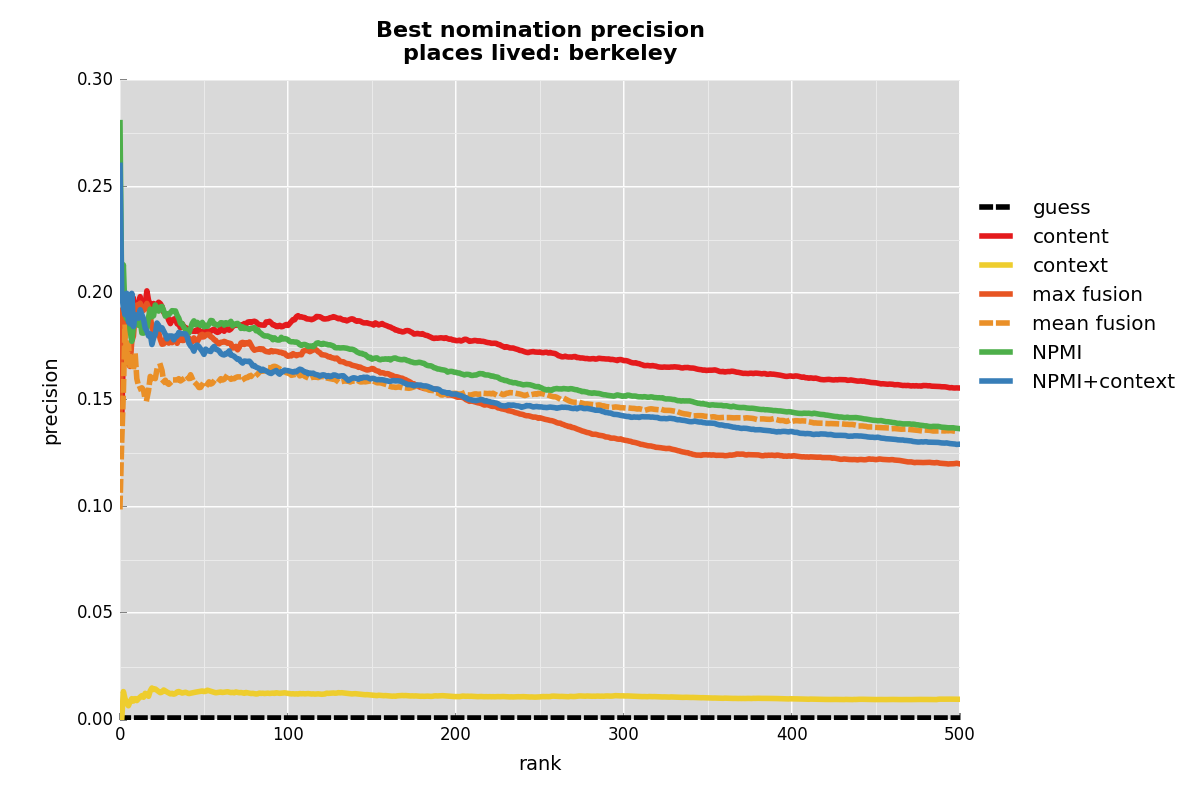 Best nomination precision
places lived: berkeley
0.30
0.25
0.20
0.15
0.10
0.05
0.00
precision
0 100 200 300 400 500
rank
guess
content
context
max fusion
mean fusion
NPMI
NPMI+context